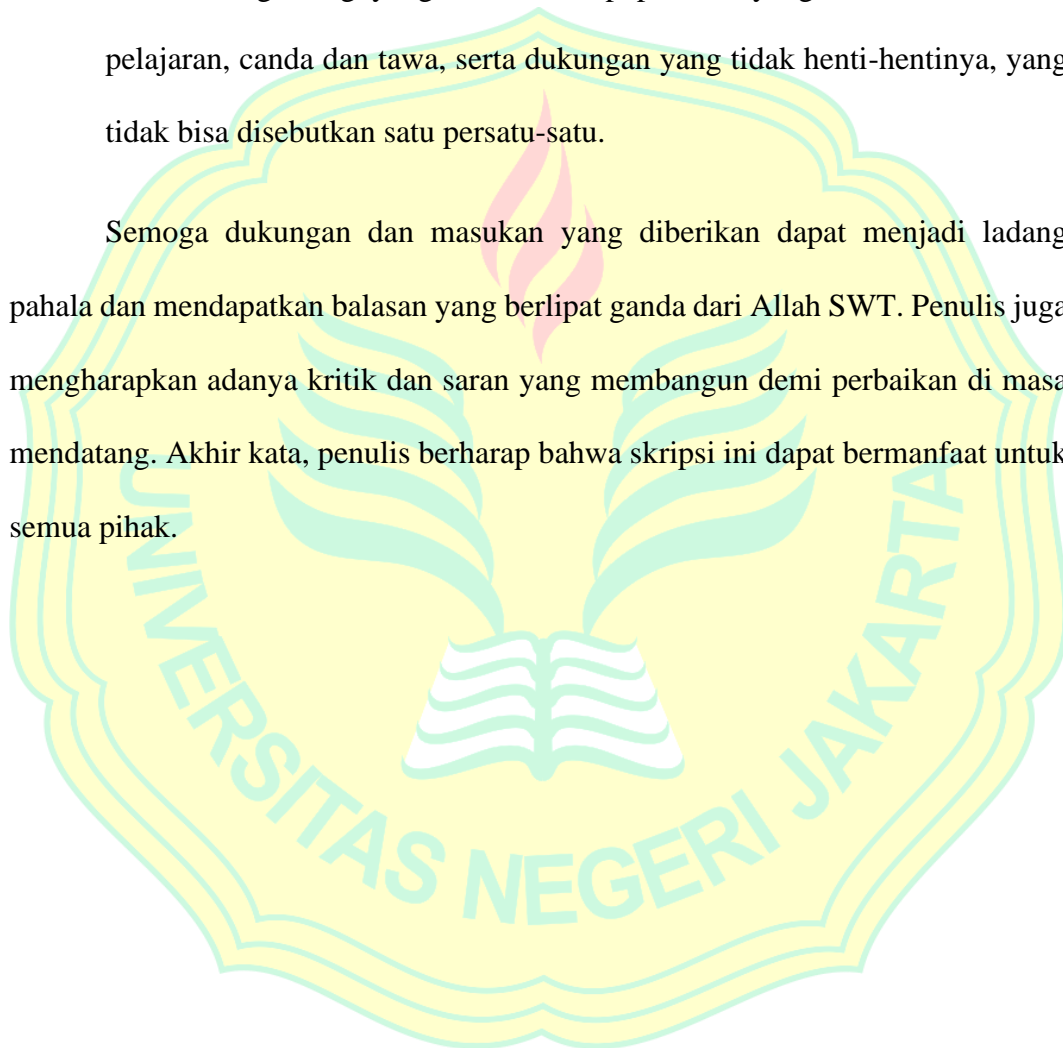 pelajaran, canda dan tawa, serta dukungan yang tidak henti-hentinya, yang
tidak bisa disebutkan satu persatu-satu.
Semoga dukungan dan masukan yang diberikan dapat menjadi ladang
pahala dan mendapatkan balasan yang berlipat ganda dari Allah SWT. Penulis juga
mengharapkan adanya kritik dan saran yang membangun demi perbaikan di masa
mendatang. Akhir kata, penulis berharap bahwa skripsi ini dapat bermanfaat untuk
semua pihak.
UNIVERSITAS NEGERI JAKARTA